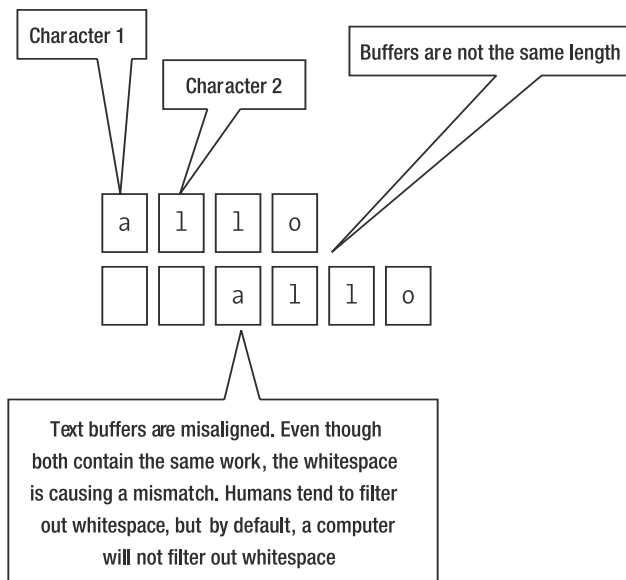 Character 1
Buffers are not the same length
Character 2
a l l o
a l l o
Text buffers are misaligned. Even though
both contain the same work, the whitespace
is causing a mismatch. Humans tend to filter
out whitespace, but by default, a computer
will not filter out whitespace